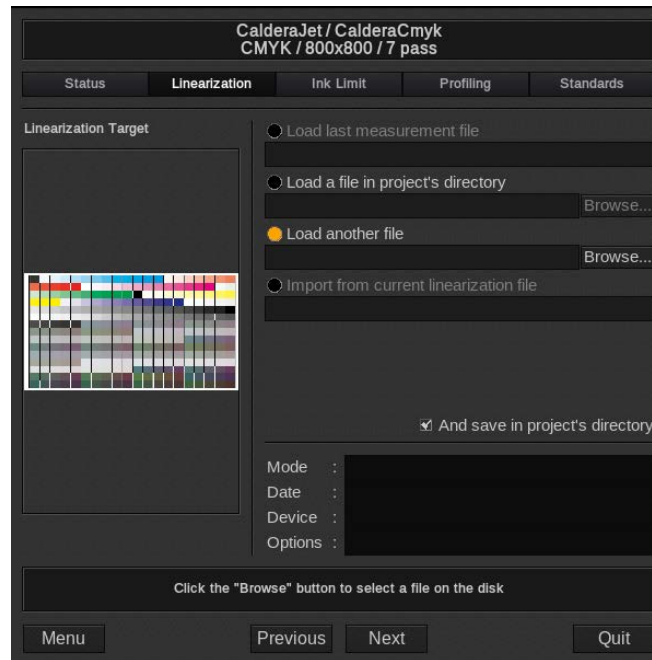 CalderaJet / CalderaCmyk
CMYK / 800x800 / 7 pass
Status Linearization Ink Limit Profiling Standards
Linearization Target
Load last measurement file
Load a file in project's directory
Browse...
Load another file
Browse...
Import from current linearization file
And save in project's directory
Mode :
Date :
Device :
Options :
Click the "Browse" button to select a file on the disk
Menu Previous Next Quit